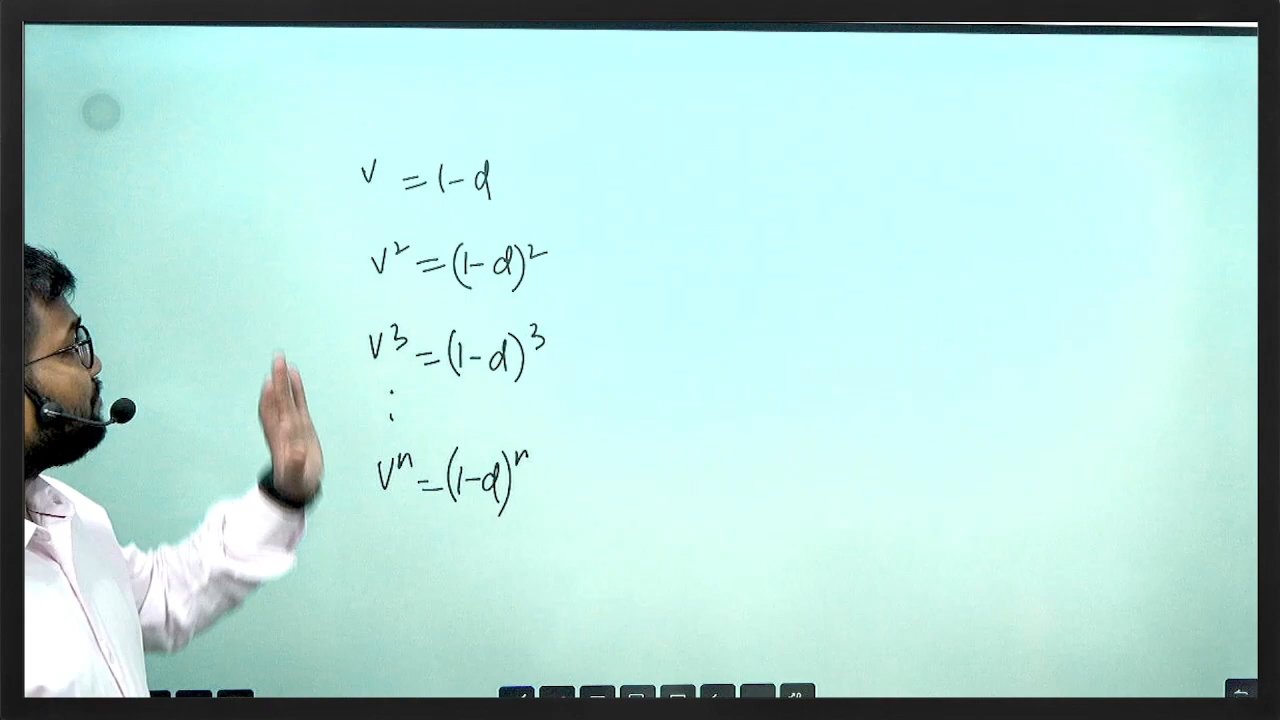 v = 1 - d
v² = (1 - d)²
v³ = (1 - d)³
:
vⁿ = (1 - d)ⁿ